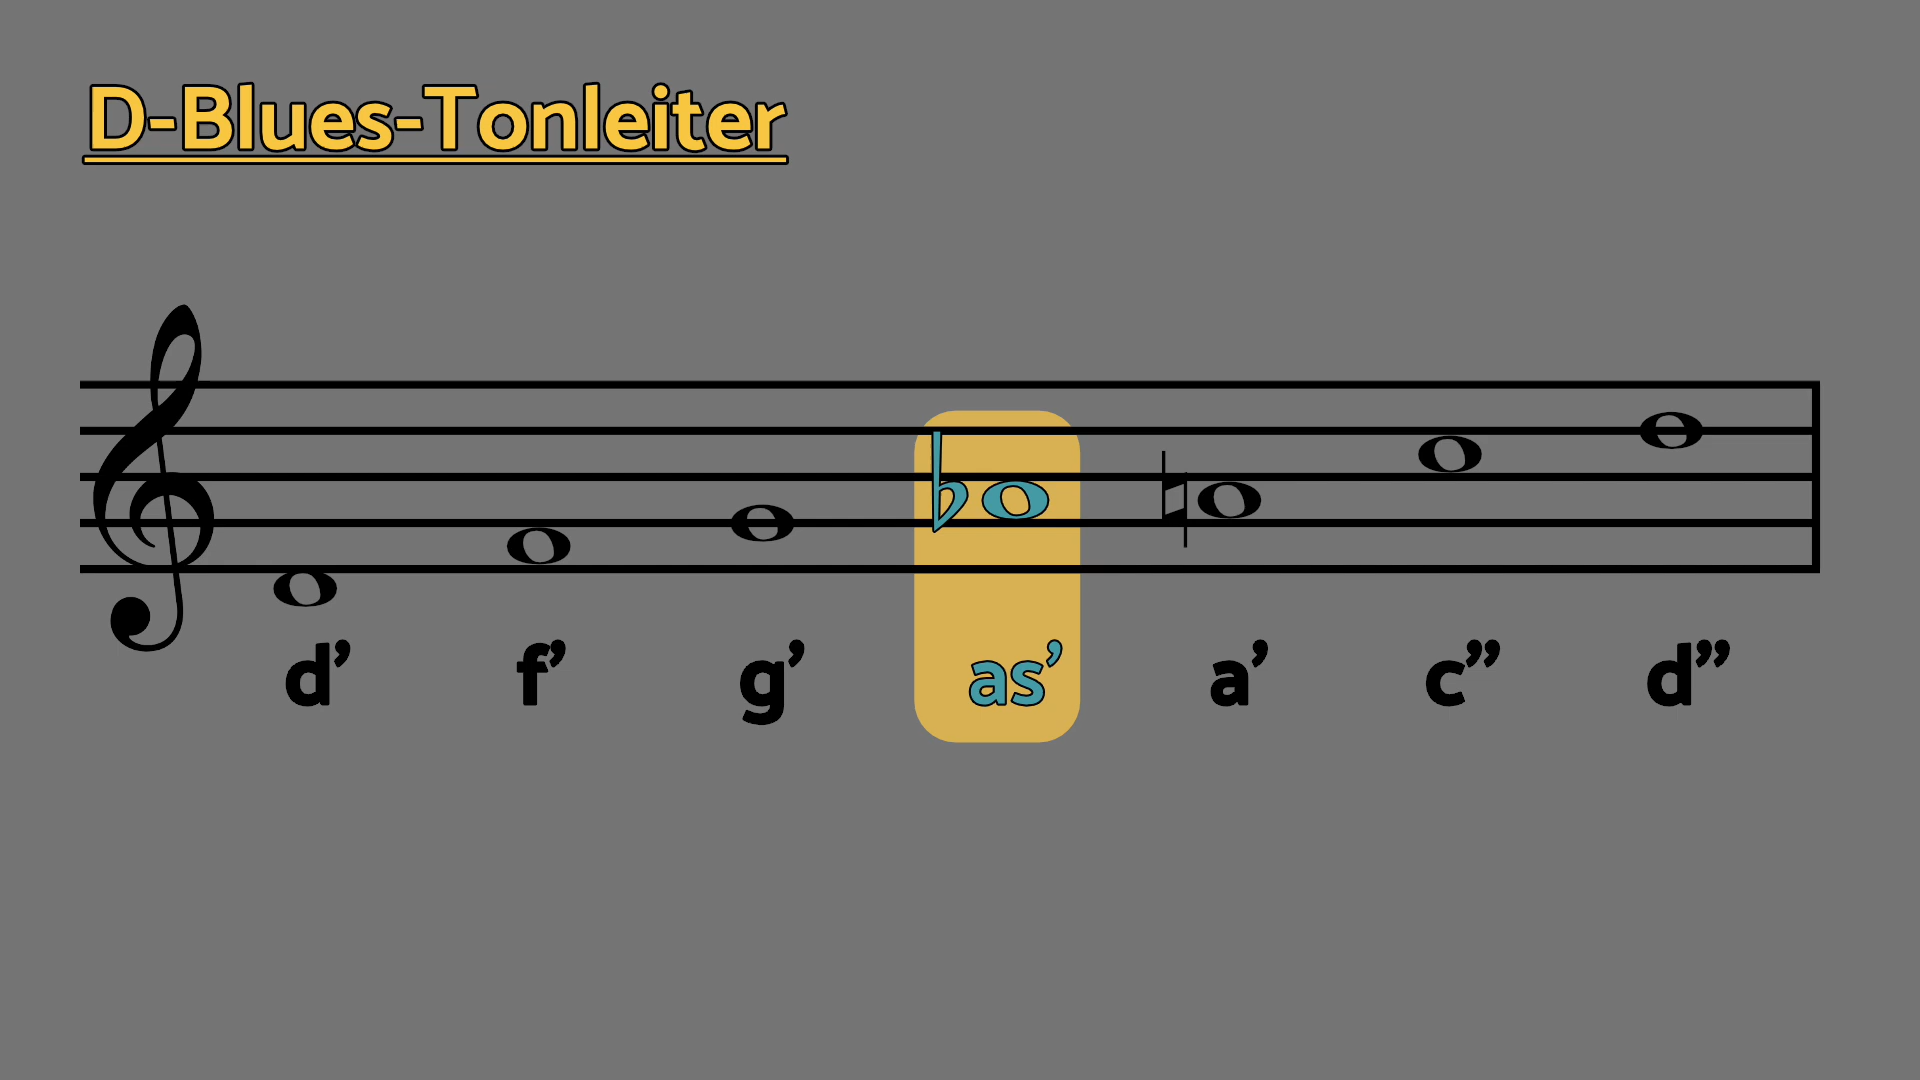 D-Blues-Tonleiter
d’ f’ g’ as’ a’ c’’ d’’